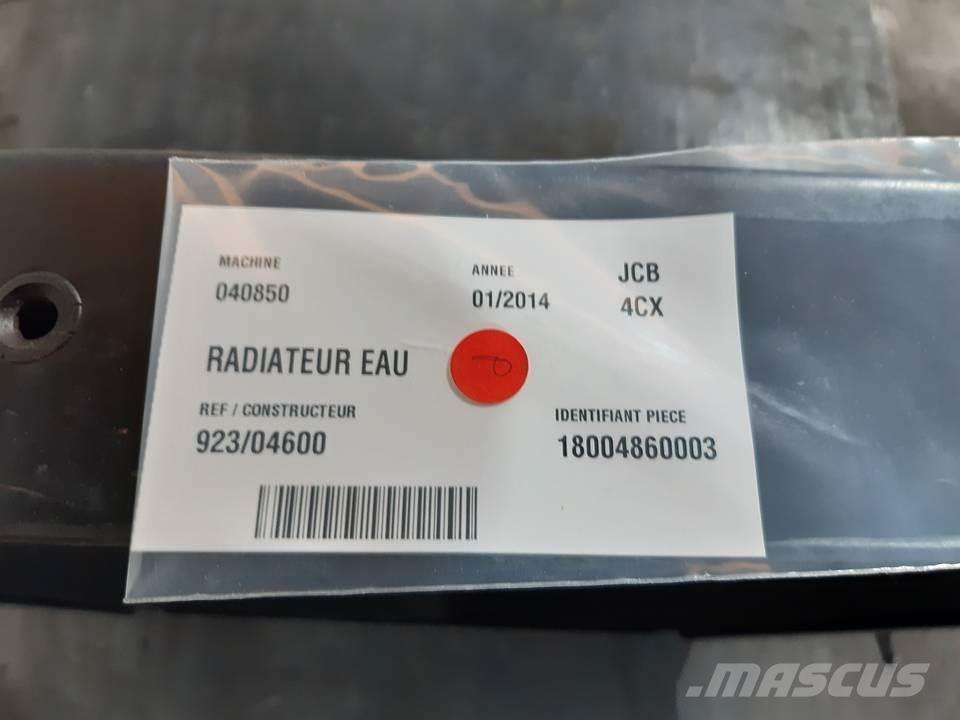 MACHINE
040850
ANNEE
01/2014
JCB
4CX
RADIATEUR EAU
REF / CONSTRUCTEUR
923/04600
IDENTIFIANT PIECE
18004860003
MASCUS